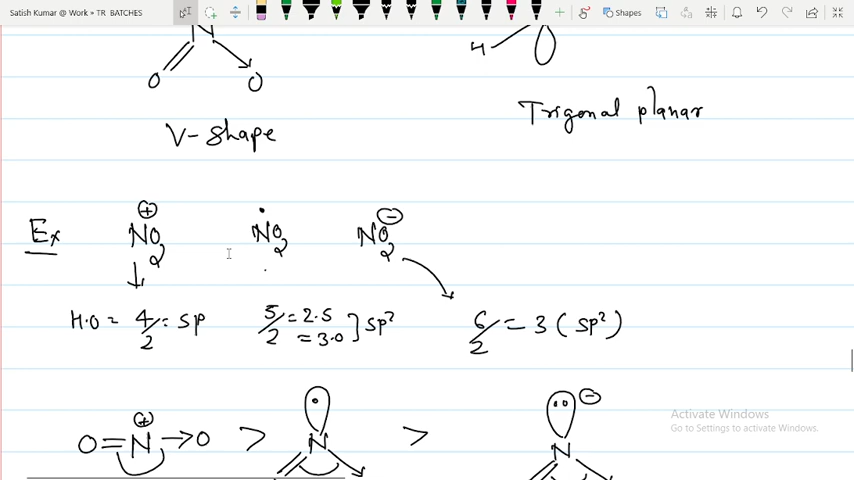 Satish Kumar @ Work » TR BATCHES
Shapes
N
O O
4
V-Shape
Trigonal planar
Ex
NO2⊕
ṄO2
NO2⊖
H.O = 4/2 = SP
5/2 = 2.5
= 3.0 ] SP²
6/2 = 3 (SP²)
O=N⊕→O > N > N⊖
Activate Windows
Go to Settings to activate Windows.